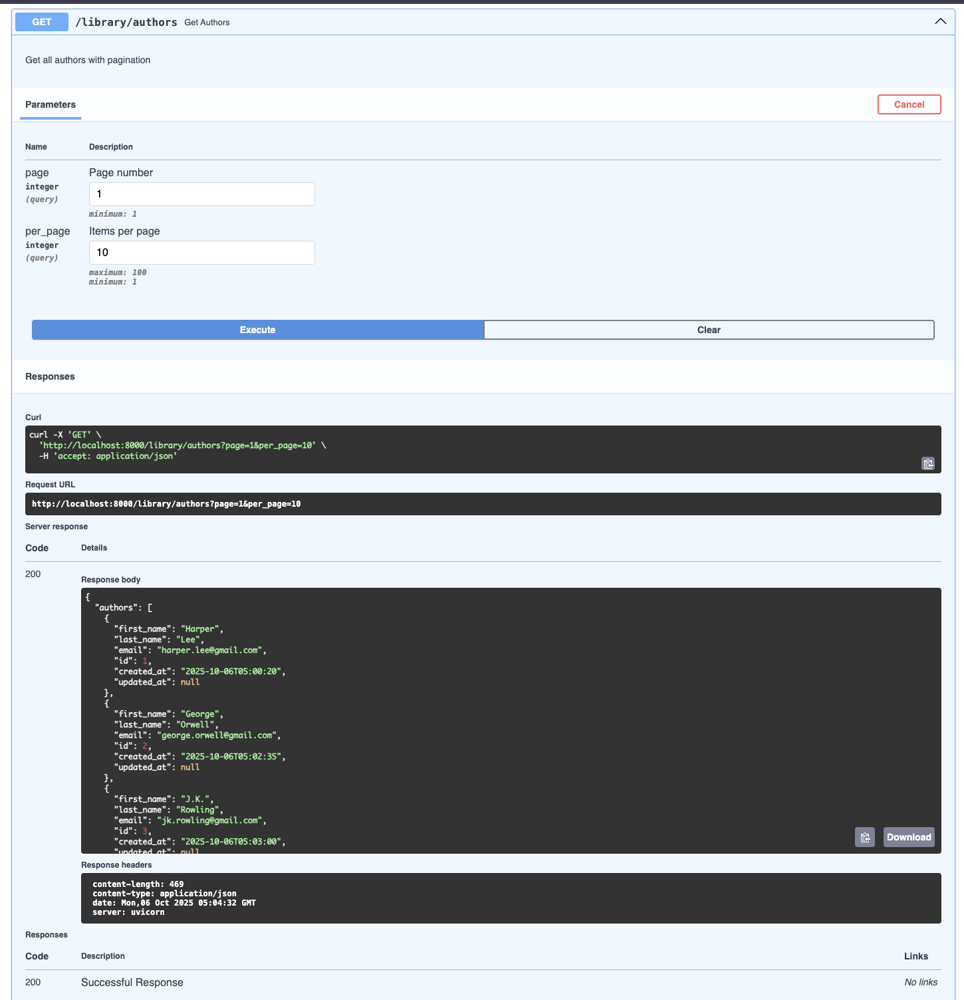 GET /library/authors Get Authors
Get all authors with pagination
Parameters
Cancel
Name Description
page Page number
integer
1
(query)
minimum: 1
per_page Items per page
integer
10
(query)
maximum: 100
minimum: 1
Execute Clear
Responses
Curl
curl -X 'GET' \
  'http://localhost:8000/library/authors?page=1&per_page=10' \
  -H 'accept: application/json'
Request URL
http://localhost:8000/library/authors?page=1&per_page=10
Server response
Code Details
200
Response body
{
  "authors": [
    {
      "first_name": "Harper",
      "last_name": "Lee",
      "email": "harper.lee@gmail.com",
      "id": 1,
      "created_at": "2025-10-06T05:00:20",
      "updated_at": null
    },
    {
      "first_name": "George",
      "last_name": "Orwell",
      "email": "george.orwell@gmail.com",
      "id": 2,
      "created_at": "2025-10-06T05:02:35",
      "updated_at": null
    },
    {
      "first_name": "J.K.",
      "last_name": "Rowling",
      "email": "jk.rowling@gmail.com",
      "id": 3,
      "created_at": "2025-10-06T05:03:00",
      "updated_at": null
Download
Response headers
content-length: 469
content-type: application/json
date: Mon,06 Oct 2025 05:04:32 GMT
server: uvicorn
Responses
Code Description Links
200 Successful Response No links